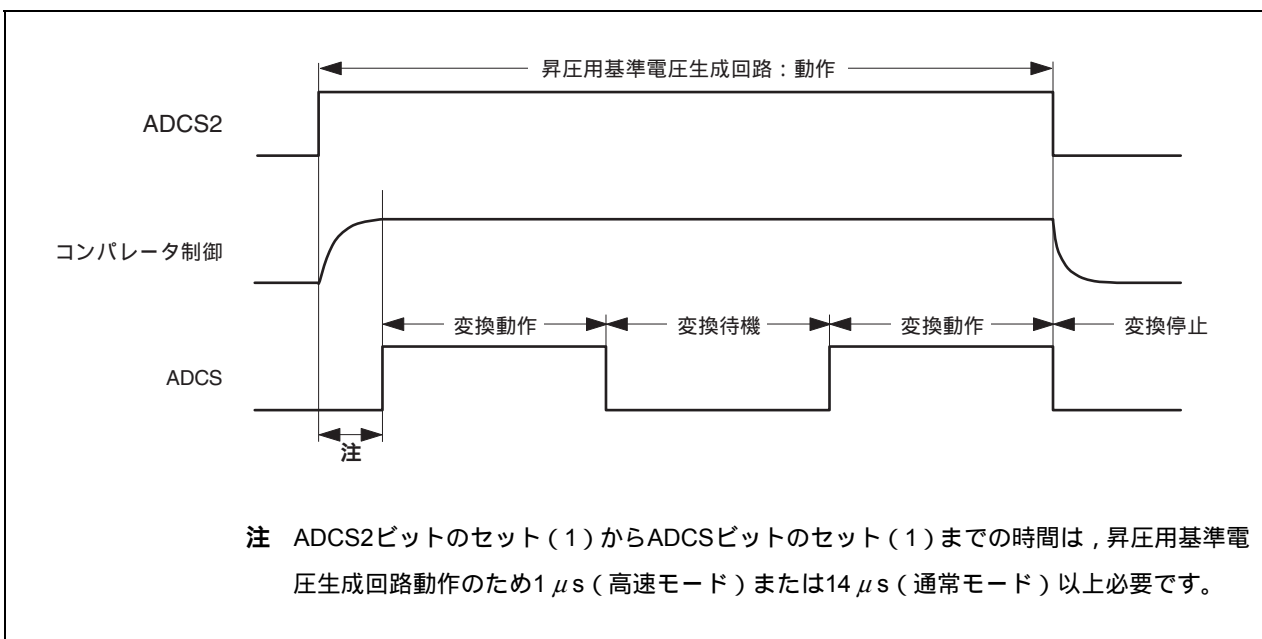 昇圧用基準電圧生成回路:動作
ADCS2
コンパレータ制御
変換動作
変換待機
変換動作
変換停止
ADCS
注
注 ADCS2ビットのセット(1)からADCSビットのセット(1)までの時間は,昇圧用基準電
圧生成回路動作のため1 μs(高速モード)または14 μs(通常モード)以上必要です。